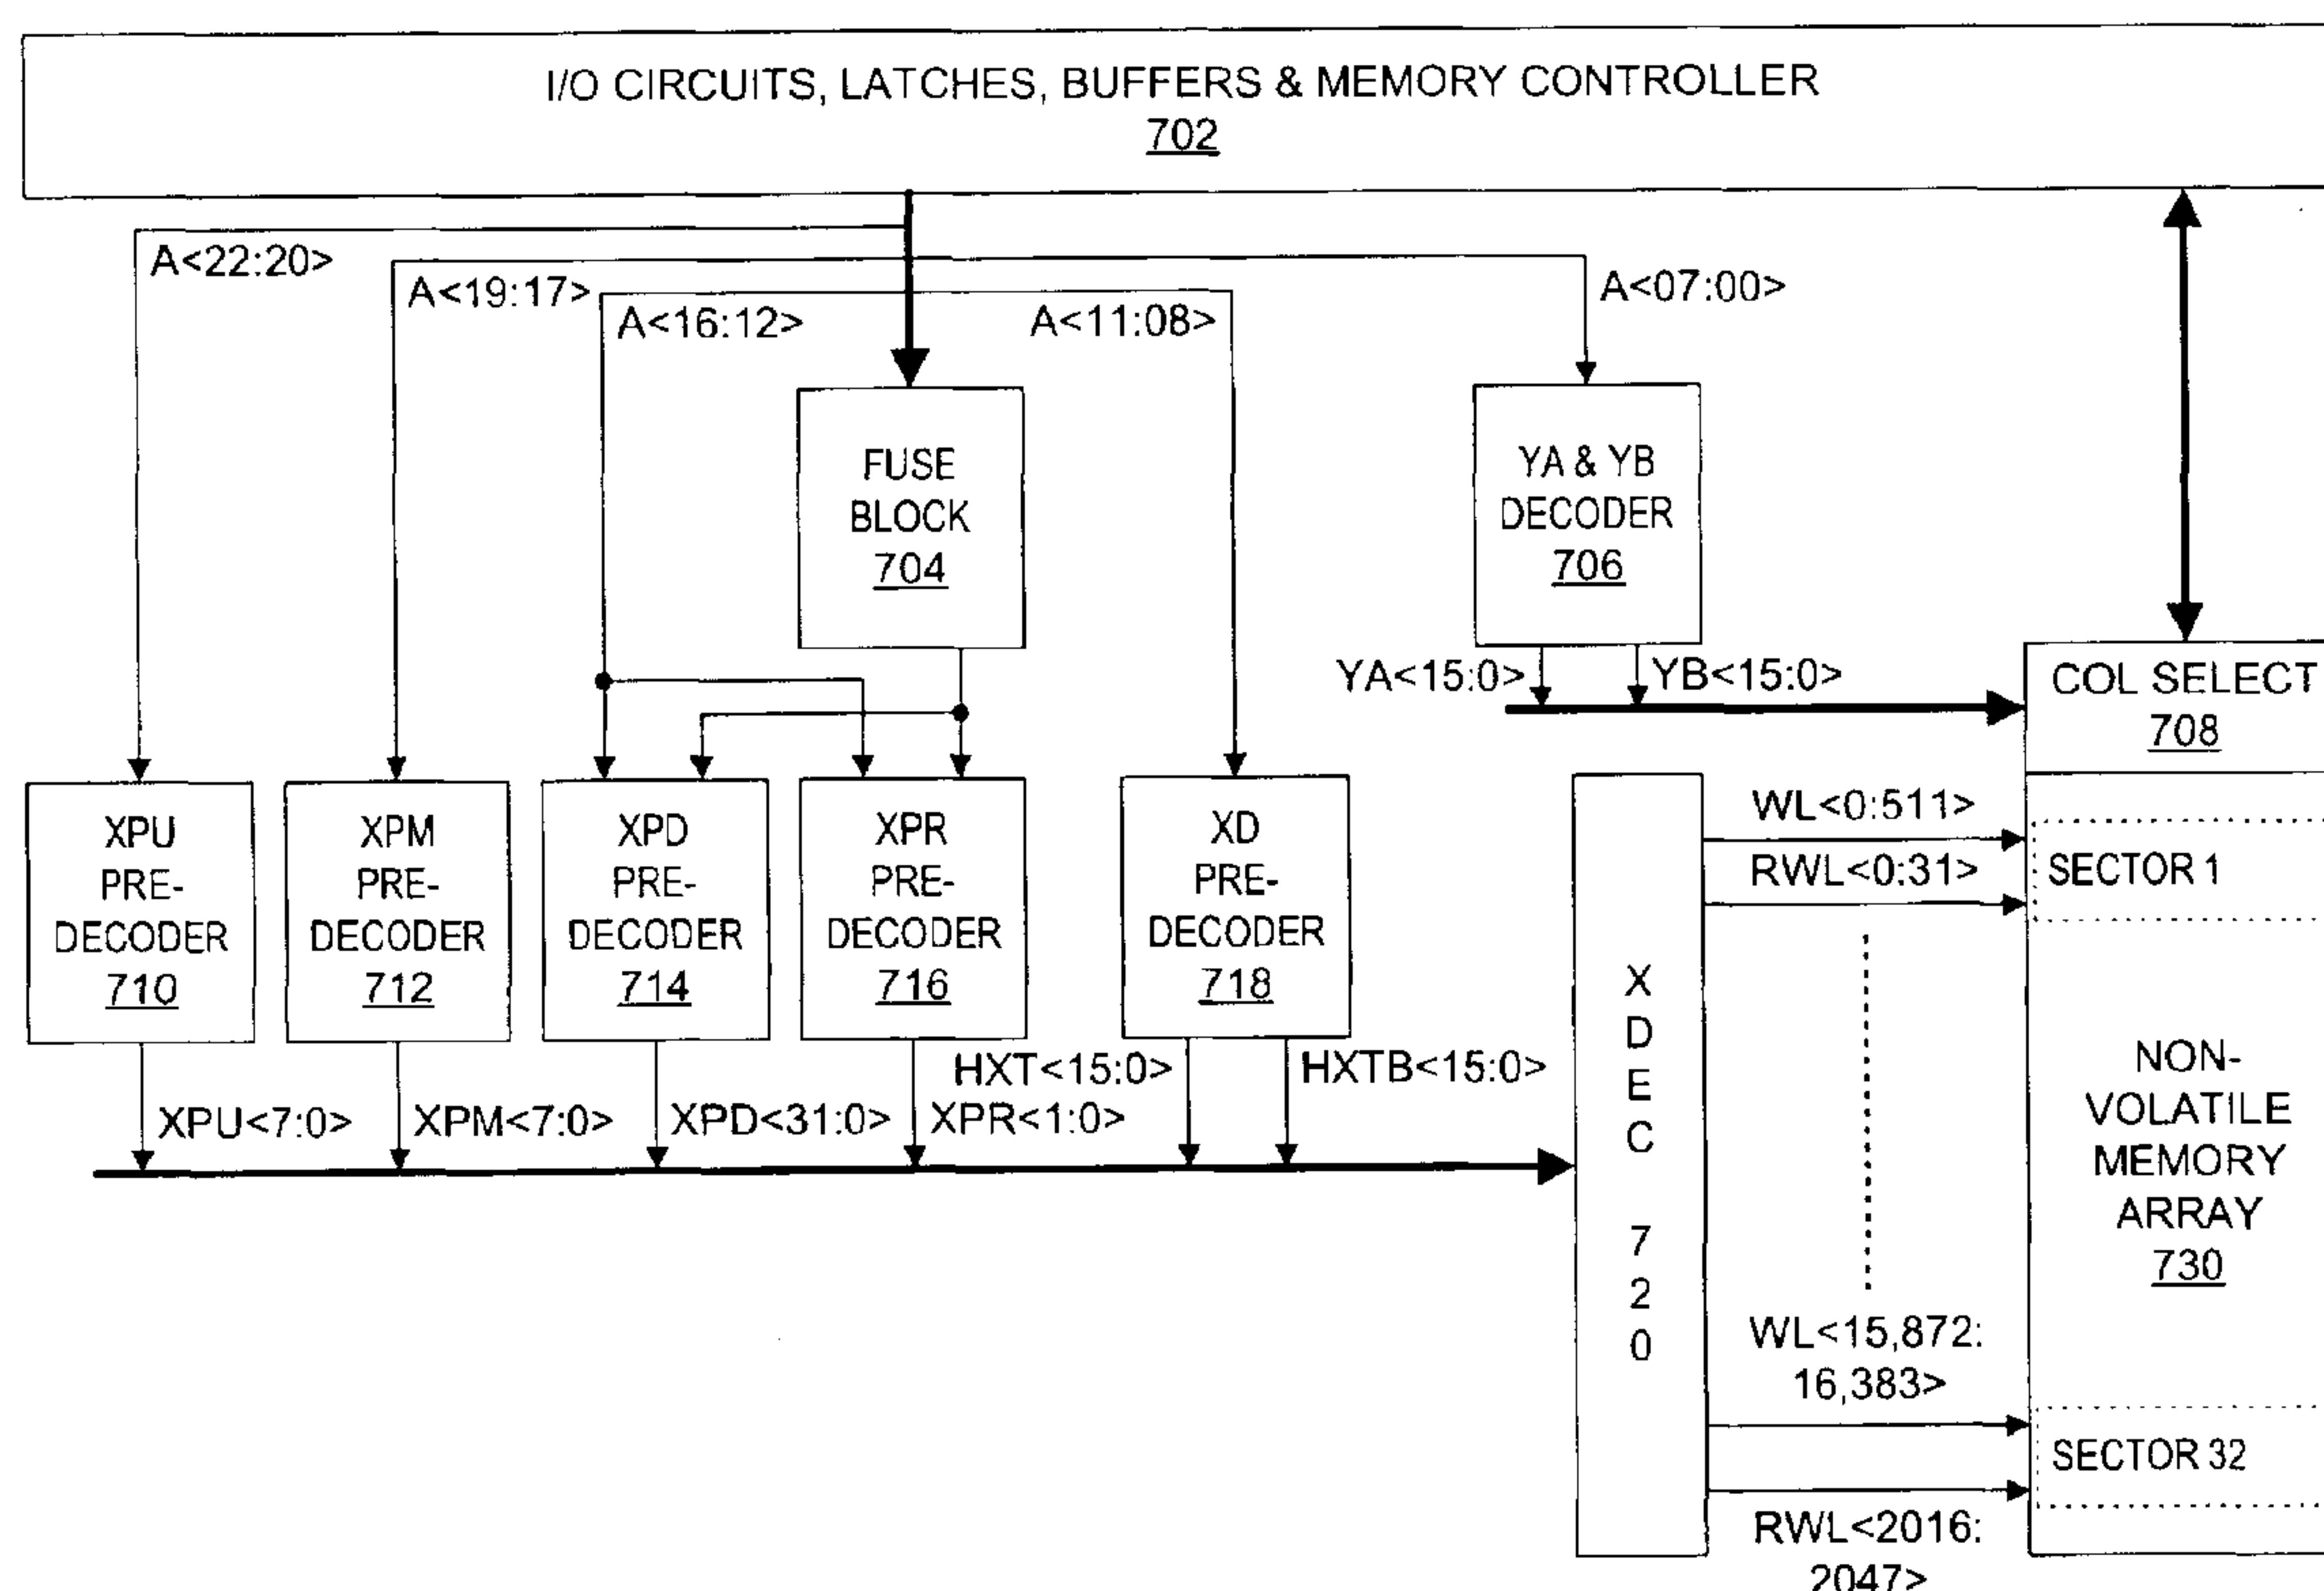 I/O CIRCUITS, LATCHES, BUFFERS & MEMORY CONTROLLER
702
A<22:20>
A<19:17>
A<16:12>
A<11:08>
A<07:00>
FUSE
BLOCK
704
YA & YB
DECODER
706
YA<15:0>
YB<15:0>
COL SELECT
708
XPU
PRE-
DECODER
710
XPM
PRE-
DECODER
712
XPD
PRE-
DECODER
714
XPR
PRE-
DECODER
716
XD
PRE-
DECODER
718
XPU<7:0>
XPM<7:0>
XPD<31:0>
XPR<1:0>
HXT<15:0>
HXTB<15:0>
X
D
E
C
7
2
0
WL<0:511>
RWL<0:31>
SECTOR 1
NON-
VOLATILE
MEMORY
ARRAY
730
WL<15,872:
16,383>
SECTOR 32
RWL<2016:
2047>